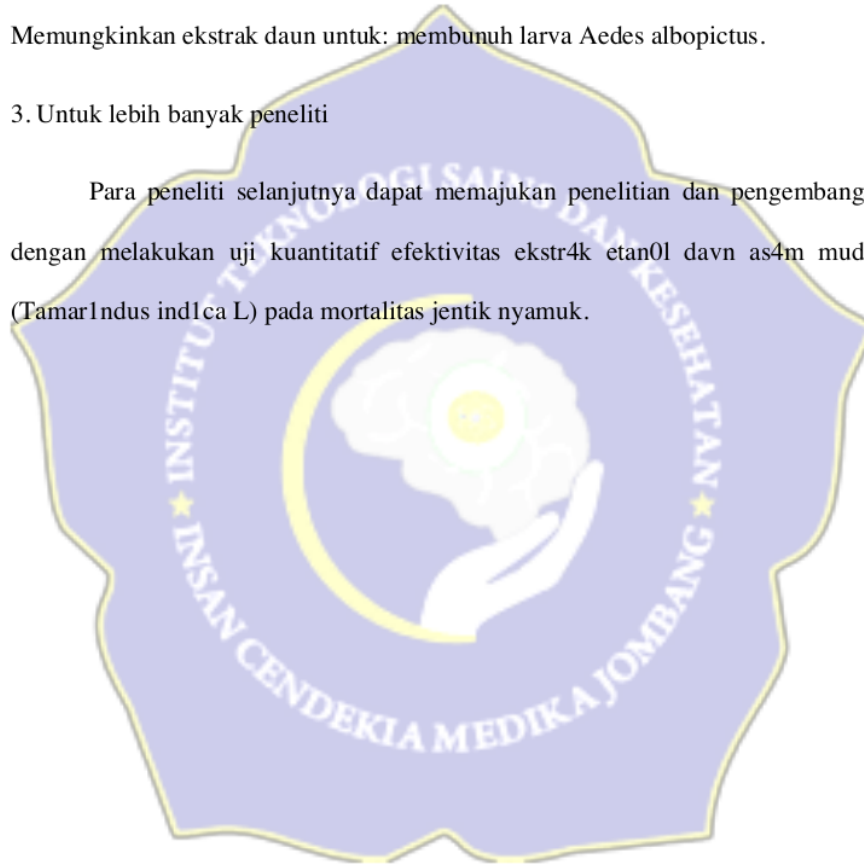 Memungkinkan ekstrak daun untuk: membunuh larva Aedes albopictus.
3. Untuk lebih banyak peneliti
Para peneliti selanjutnya dapat memajukan penelitian dan pengembang
dengan melakukan uji kuantitatif efektivitas ekstr4k etan0l davn as4m mud
(Tamar1ndus ind1ca L) pada mortalitas jentik nyamuk.
INSTITUT TEKNOLOGI SAINS DAN KESEHATAN
INSAN CENDEKIA MEDIKA JOMBANG